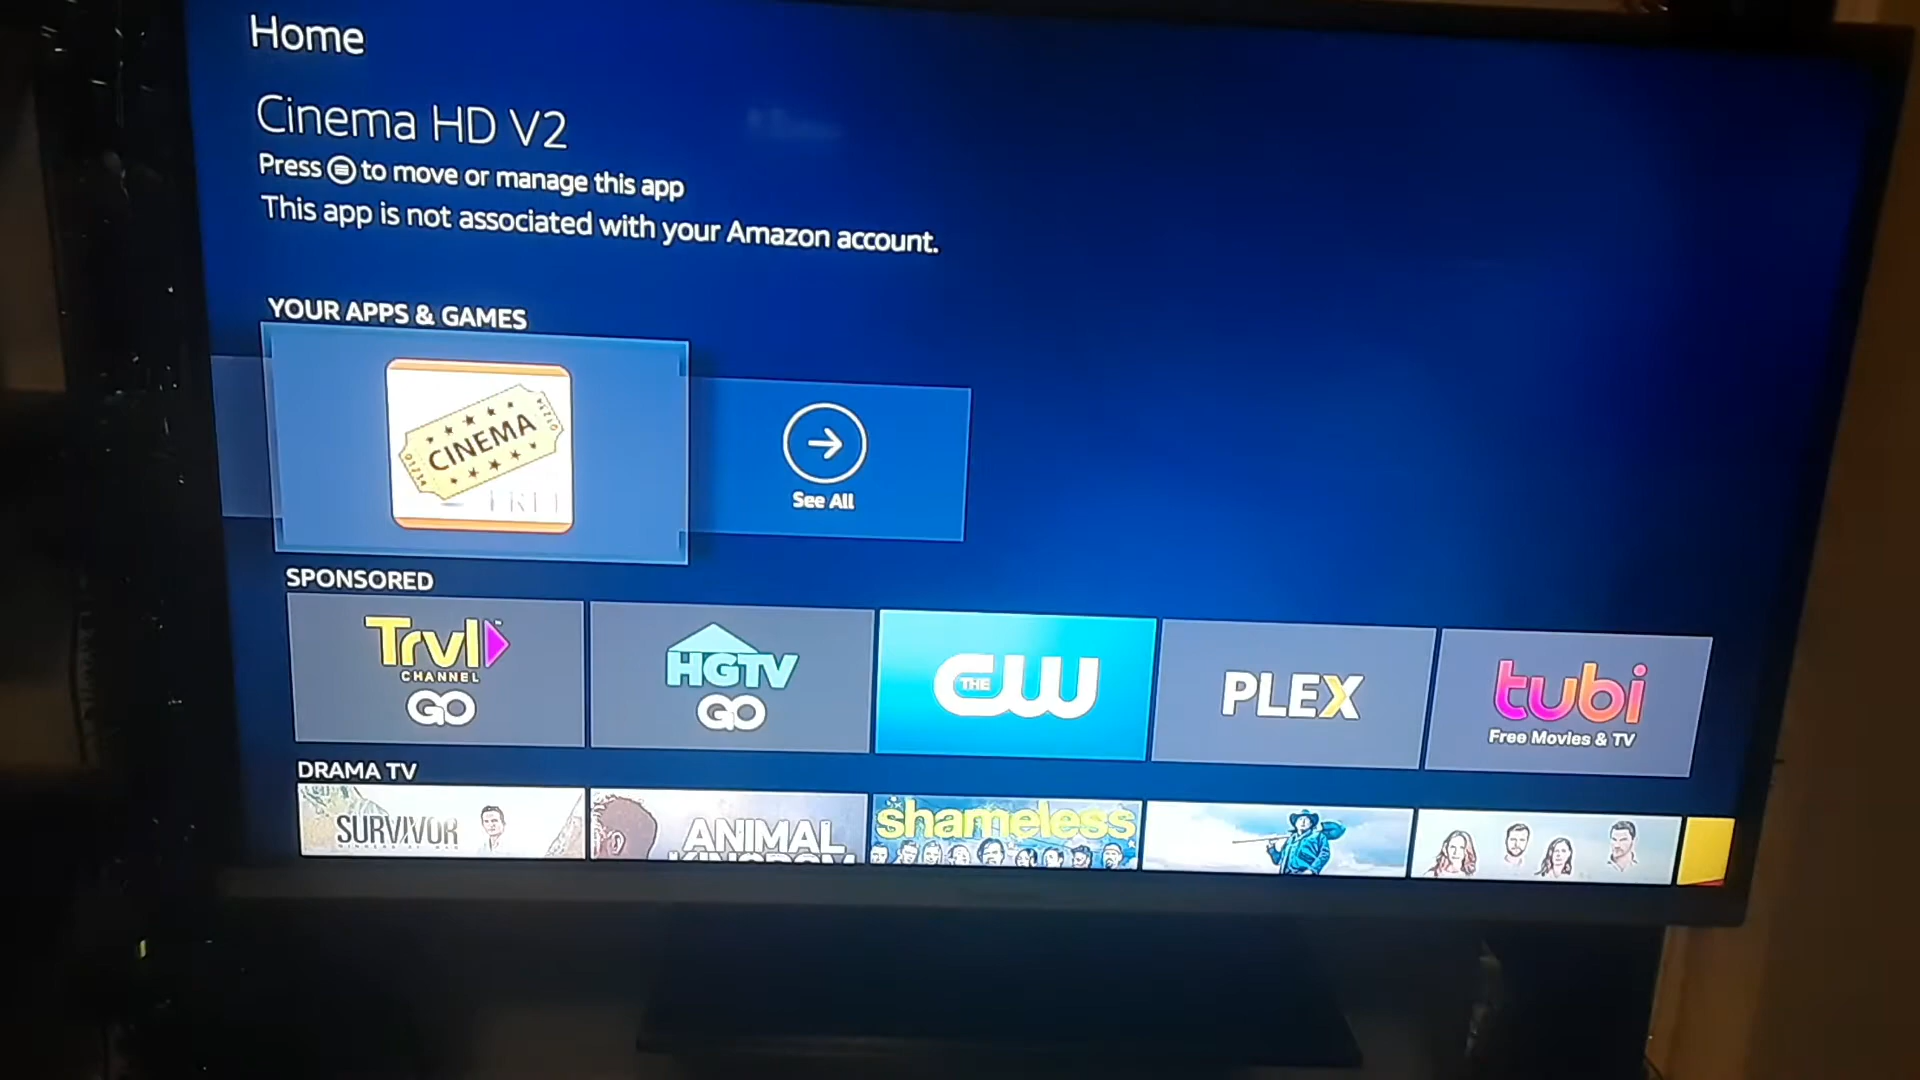 Home
Cinema HD V2
Press to move or manage this app
This app is not associated with your Amazon account.
YOUR APPS & GAMES
CINEMA
FREE
See All
SPONSORED
Trvl
CHANNEL
GO
HGTV
GO
THE CW
PLEX
tubi
Free Movies & TV
DRAMA TV
SURVIVOR
ANIMAL
KINGDOM
shameless